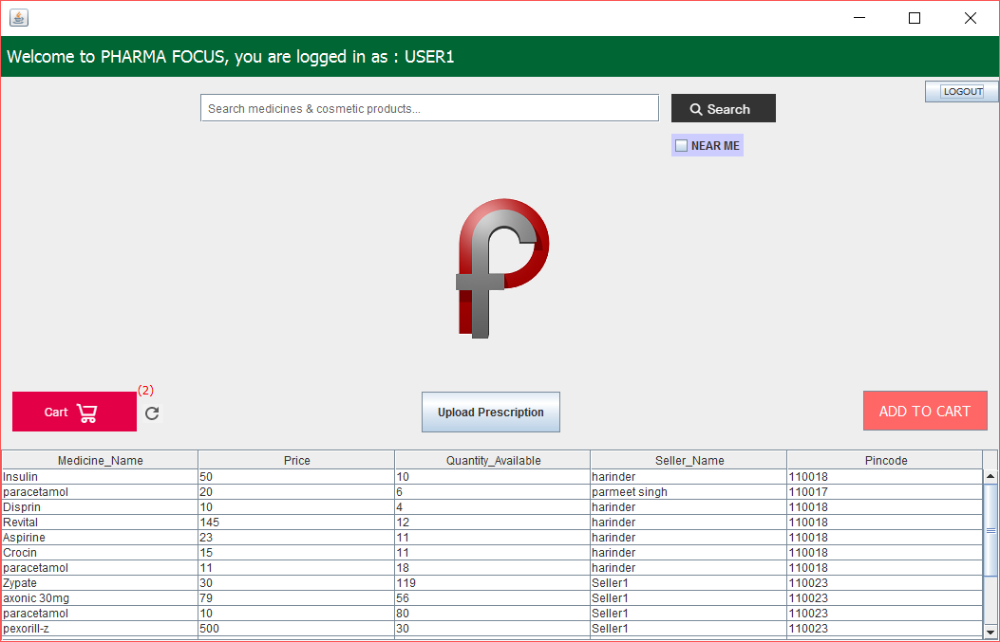 Welcome to PHARMA FOCUS, you are logged in as : USER1
LOGOUT
Search medicines & cosmetic products...
Search
NEAR ME
(2)
Cart
Upload Prescription
ADD TO CART
Medicine_Name Price Quantity_Available Seller_Name Pincode
Insulin 50 10 harinder 110018
paracetamol 20 6 parmeet singh 110017
Disprin 10 4 harinder 110018
Revital 145 12 harinder 110018
Aspirine 23 11 harinder 110018
Crocin 15 11 harinder 110018
paracetamol 11 18 harinder 110018
Zypate 30 119 Seller1 110023
axonic 30mg 79 56 Seller1 110023
paracetamol 10 80 Seller1 110023
pexorill-z 500 30 Seller1 110023